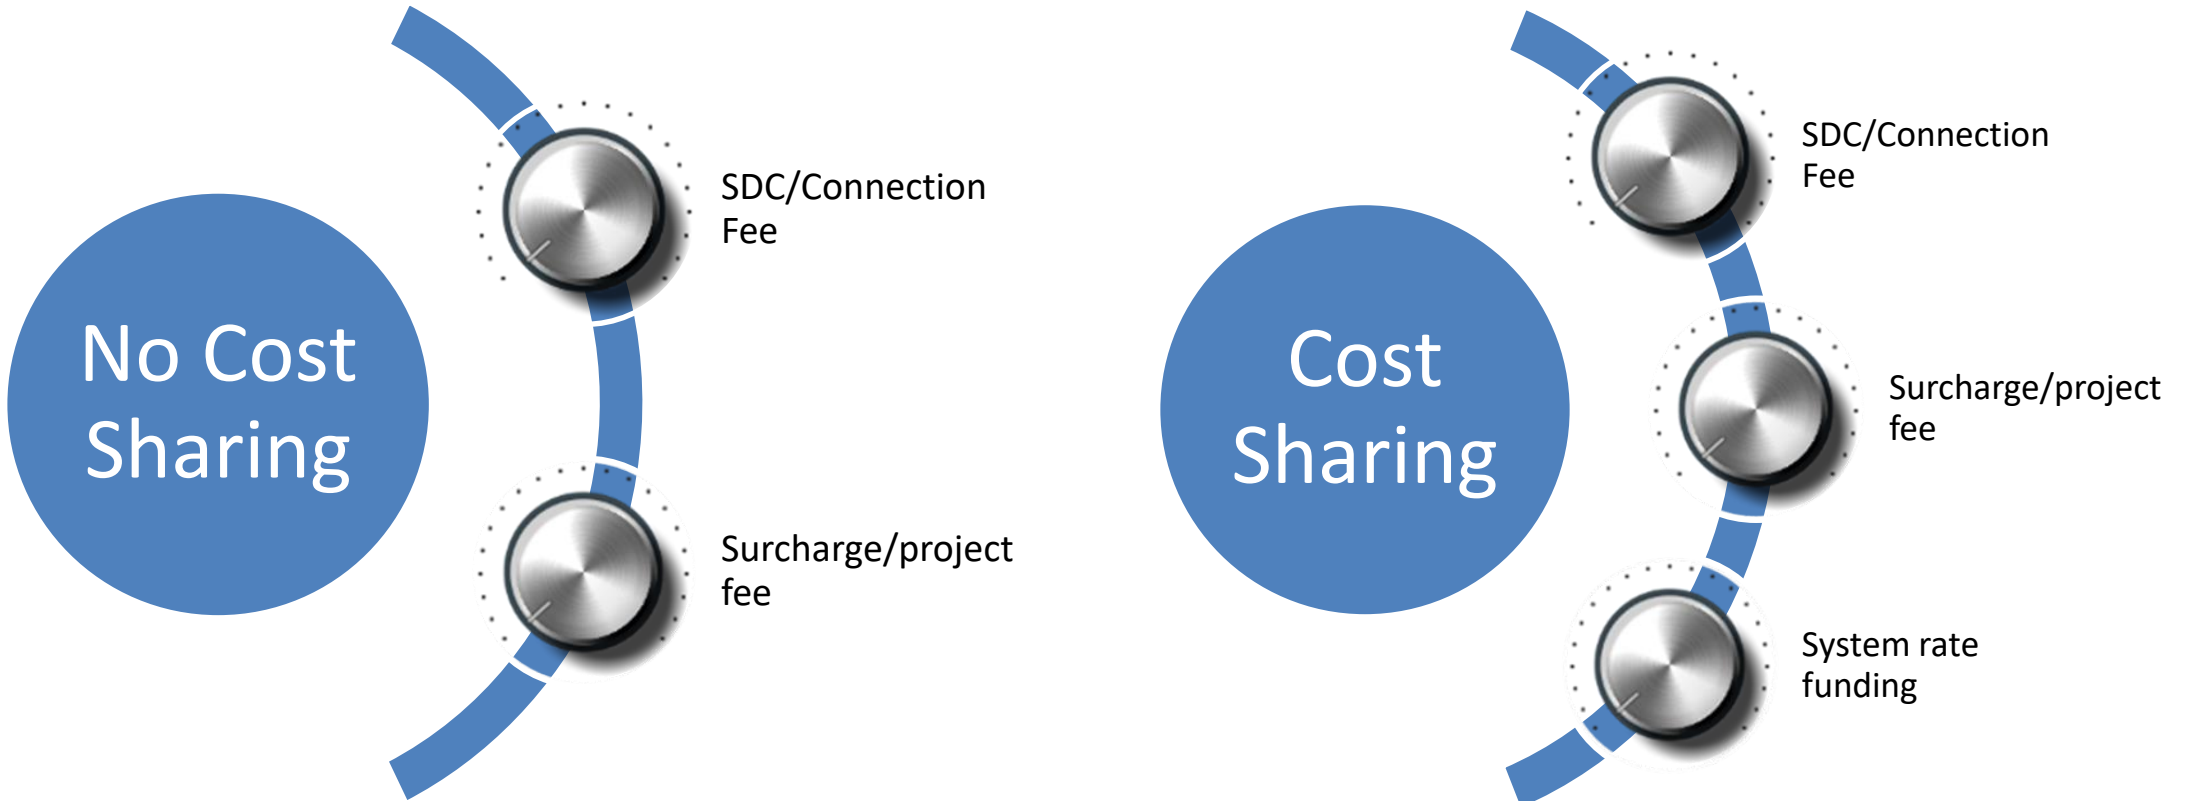 No Cost
Sharing
SDC/Connection
Fee
Surcharge/project
fee
Cost
Sharing
SDC/Connection
Fee
Surcharge/project
fee
System rate
funding